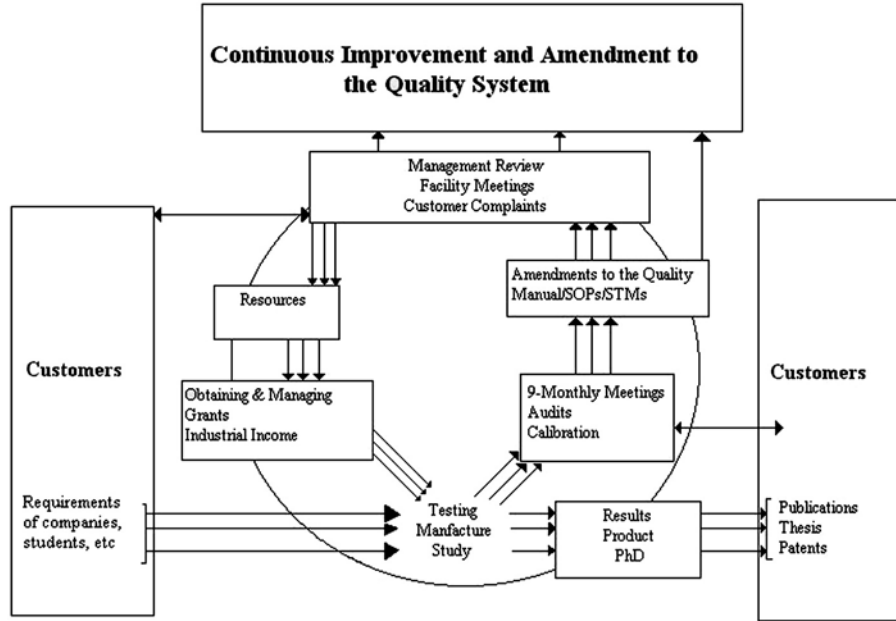 Continuous Improvement and Amendment to
the Quality System
Management Review
Facility Meetings
Customer Complaints
Resources
Amendments to the Quality
Manual/SOPs/STMs
Customers
Obtaining & Managing
Grants
Industrial Income
9-Monthly Meetings
Audits
Calibration
Customers
Requirements
of companies,
students, etc
Testing
Manfacture
Study
Results
Product
PhD
Publications
Thesis
Patents